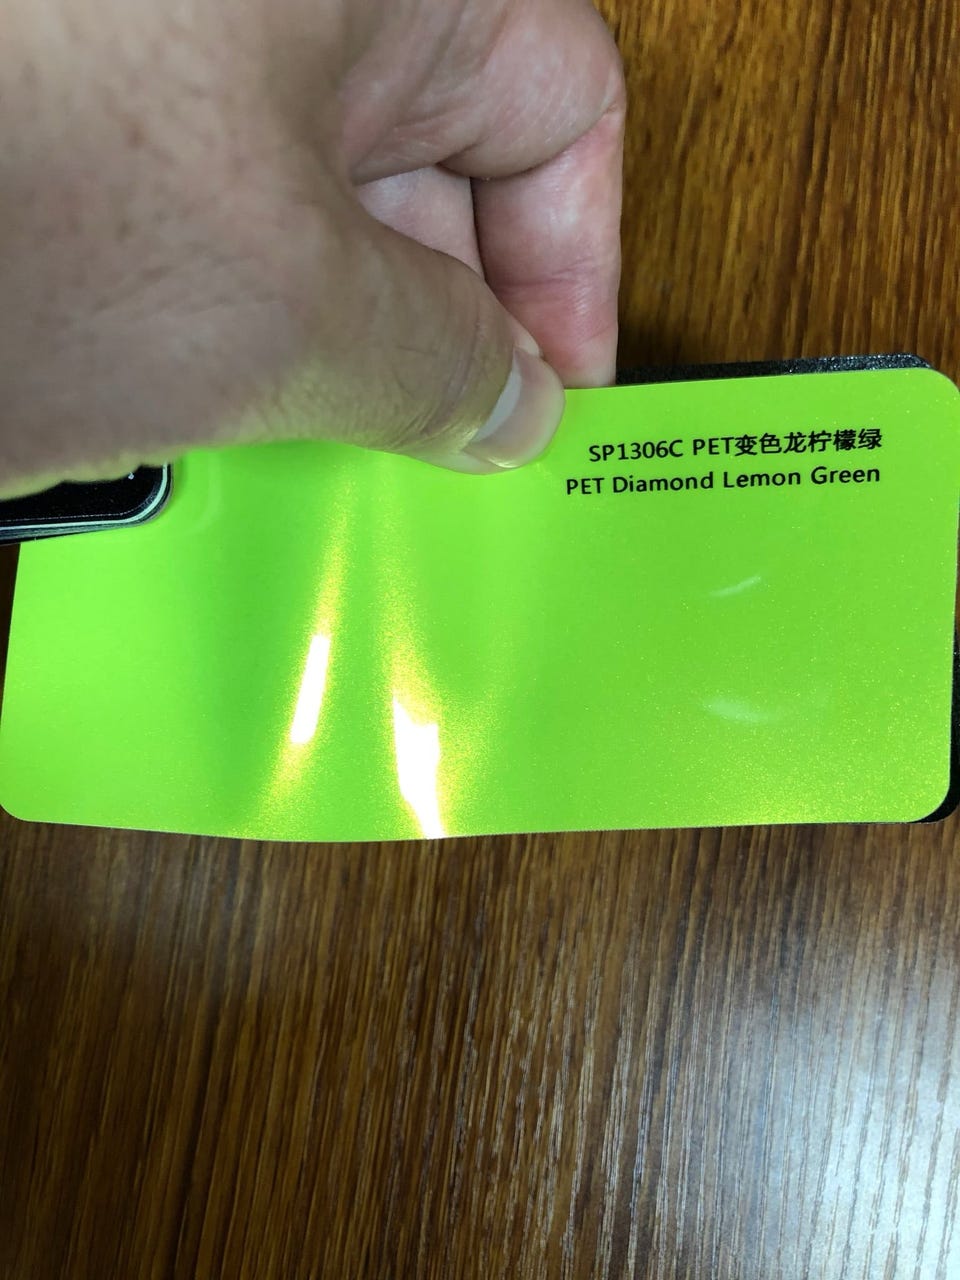 SP1306C PET变色龙柠檬绿
PET Diamond Lemon Green